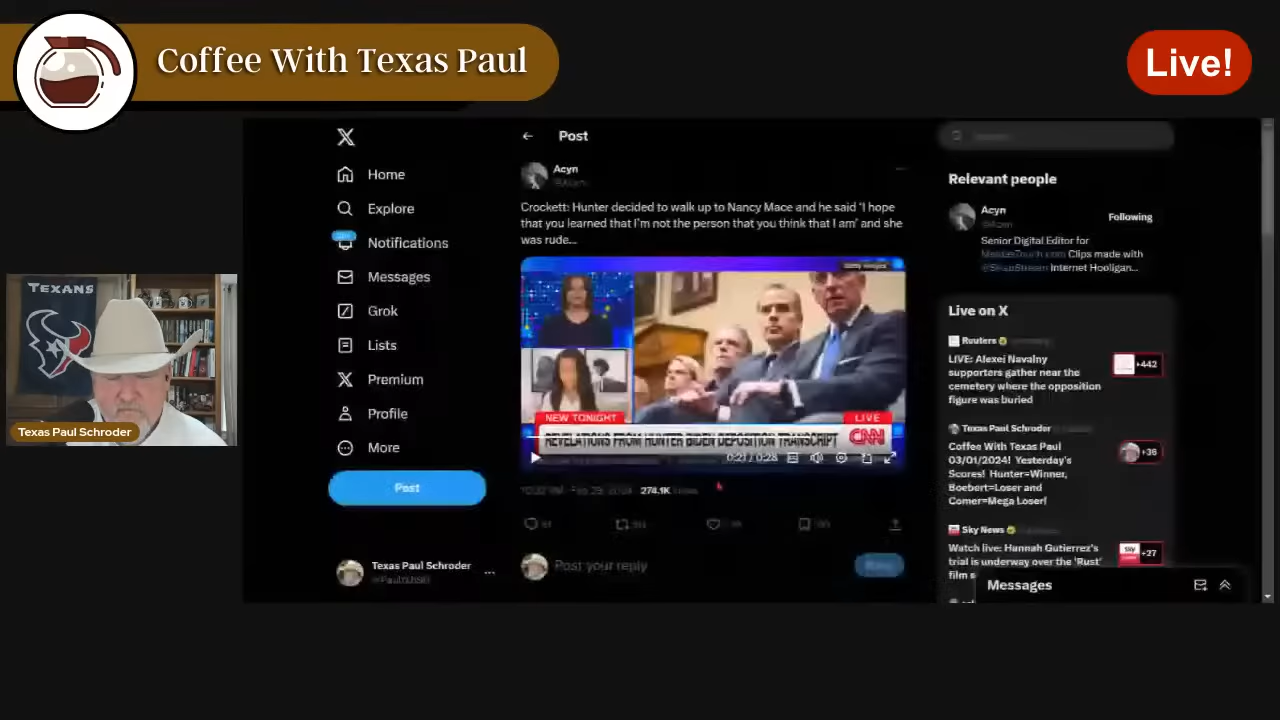 Coffee With Texas Paul
Live!
TEXANS
Texas Paul Schroder
Home
Explore
Notifications
Messages
Grok
Lists
Premium
Profile
More
Post
Texas Paul Schroder
Post
Acyn
Crockett: Hunter decided to walk up to Nancy Mace and he said 'I hope
that you learned that I'm not the person that you think that I am' and she
was rude...
NEW TONIGHT
LIVE
REVELATIONS FROM HUNTER BIDEN DEPOSITION TRANSCRIPT
CNN
0:21 / 0:28
274.1K
Post your reply
Relevant people
Acyn
Following
Senior Digital Editor for
Clips made with
Internet Hooligan...
Live on X
Reuters
LIVE: Alexei Navalny
supporters gather near the
cemetery where the opposition
figure was buried
+442
Texas Paul Schroder
Coffee With Texas Paul
03/01/2024! Yesterday's
Scores! Hunter=Winner,
Boebert=Loser and
Comer=Mega Loser!
+36
Sky News
Watch live: Hannah Gutierrez's
trial is underway over the 'Rust'
film s
+27
Messages